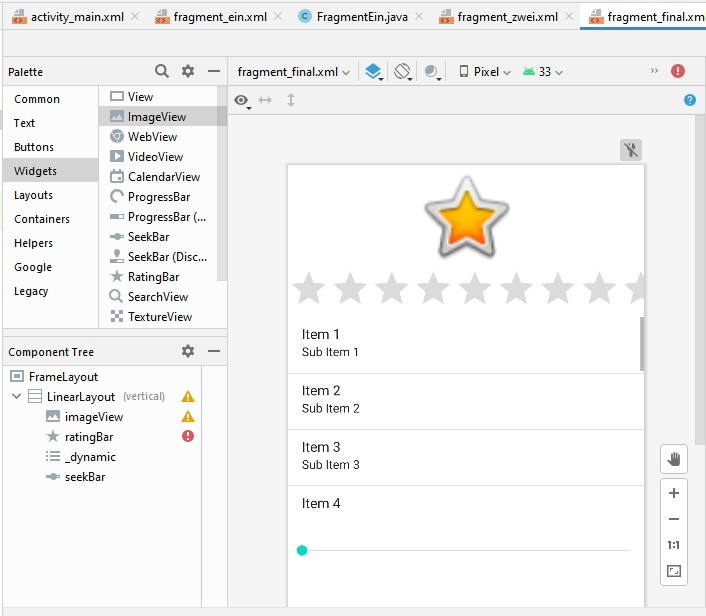 activity_main.xml fragment_ein.xml FragmentEin.java fragment_zwei.xml fragment_final.xm
Palette
Common
Text
Buttons
Widgets
Layouts
Containers
Helpers
Google
Legacy
View
ImageView
WebView
VideoView
CalendarView
ProgressBar
ProgressBar (...
SeekBar
SeekBar (Disc...
RatingBar
SearchView
TextureView
Component Tree
FrameLayout
LinearLayout (vertical)
imageView
ratingBar
_dynamic
seekBar
fragment_final.xml Pixel 33 »
Item 1
Sub Item 1
Item 2
Sub Item 2
Item 3
Sub Item 3
Item 4
1:1